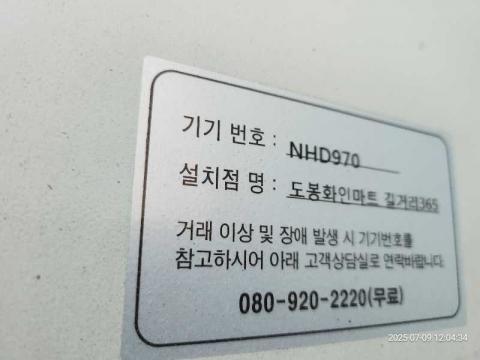 기기 번호 : NHD970
설치점 명 : 도봉화인마트 길거리365
거래 이상 및 장애 발생 시 기기번호를
참고하시어 아래 고객상담실로 연락바랍니다.
080-920-2220(무료)
2025-07-09 12:04:34